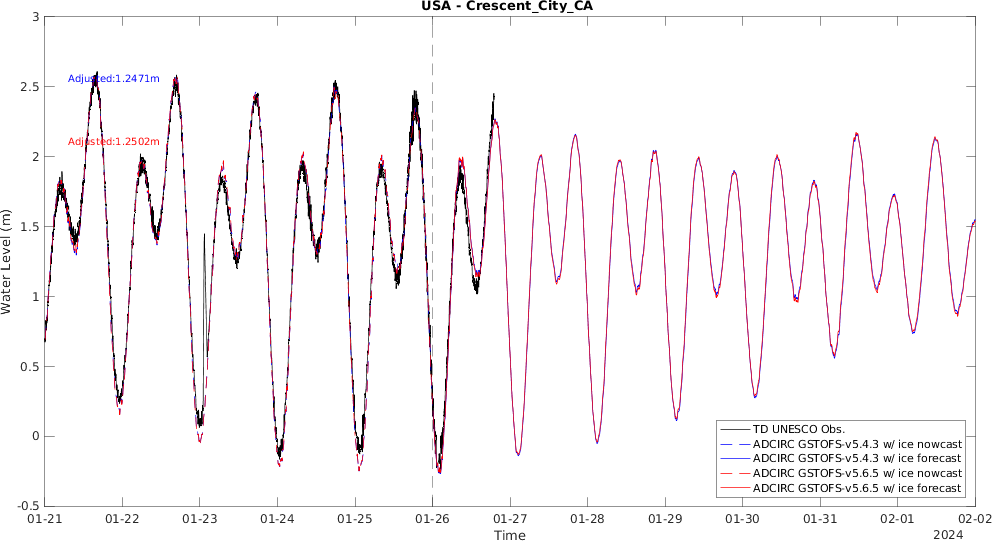 USA - Crescent_City_CA
3
2.5
2
1.5
1
0.5
0
-0.5
Water Level (m)
Adjusted:1.2471m
Adjusted:1.2502m
TD UNESCO Obs.
ADCIRC GSTOFS-v5.4.3 w/ ice nowcast
ADCIRC GSTOFS-v5.4.3 w/ ice forecast
ADCIRC GSTOFS-v5.6.5 w/ ice nowcast
ADCIRC GSTOFS-v5.6.5 w/ ice forecast
01-21 01-22 01-23 01-24 01-25 01-26 01-27 01-28 01-29 01-30 01-31 02-01 02-02
Time
2024